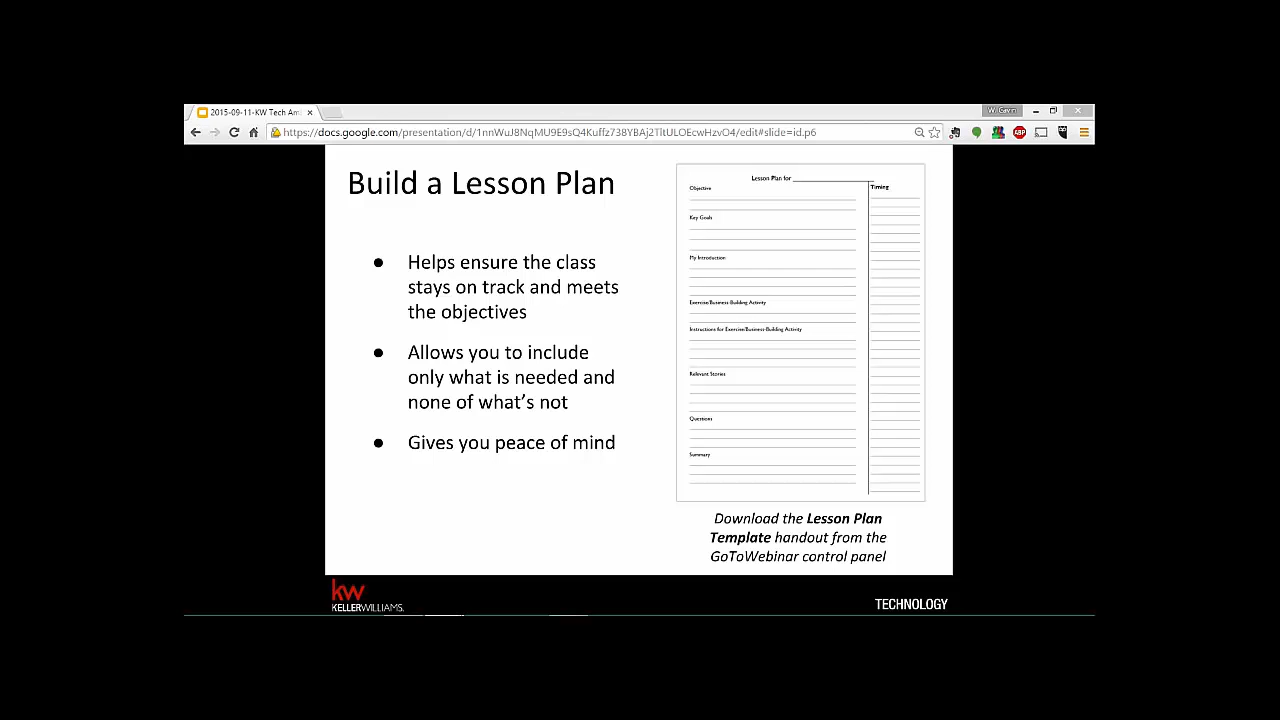 2015-09-11-KW Tech Am
W. Gavin
https://docs.google.com/presentation/d/1nnWuJ8NqMU9E9sQ4Kuffz73BYBAj2TltULOEcwHzvO4/edit#slide=id.p6
ABP
Build a Lesson Plan
● Helps ensure the class
stays on track and meets
the objectives
● Allows you to include
only what is needed and
none of what's not
● Gives you peace of mind
Lesson Plan for
Timing
Objective
Key Goals
My Introduction
Exercise/Business-Building Activity
Instructions for Exercise/Business-Building Activity
Relevant Stories
Questions
Summary
Download the Lesson Plan
Template handout from the
GoToWebinar control panel
kw
KELLERWILLIAMS.
TECHNOLOGY